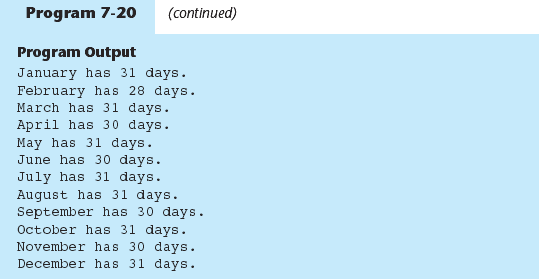 Program 7-20 (continued)
Program Output
January has 31 days.
February has 28 days.
March has 31 days.
April has 30 days.
May has 31 days.
June has 30 days.
July has 31 days.
August has 31 days.
September has 30 days.
October has 31 days.
November has 30 days.
December has 31 days.